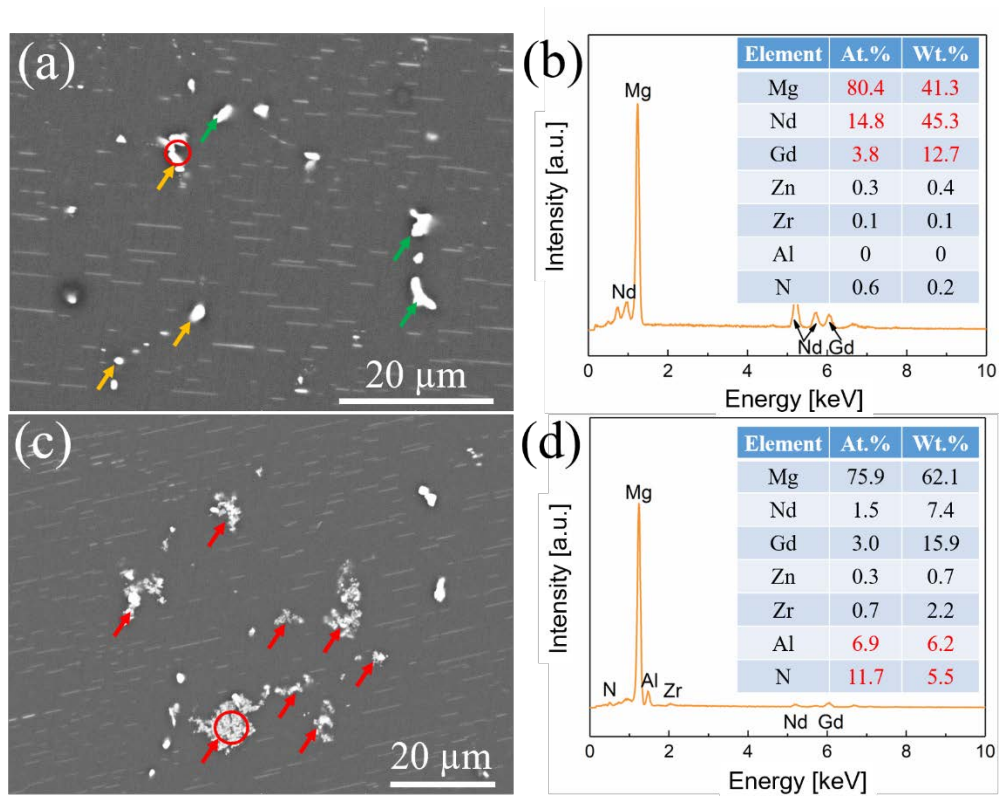 (a)
20 µm
(b)
Intensity [a.u.]
Mg
Nd
Nd Gd
0 2 4 6 8 10
Energy [keV]
Element At.% Wt.%
Mg 80.4 41.3
Nd 14.8 45.3
Gd 3.8 12.7
Zn 0.3 0.4
Zr 0.1 0.1
Al 0 0
N 0.6 0.2
(c)
20 µm
(d)
Intensity [a.u.]
Mg
N
Al
Zr
Nd Gd
0 2 4 6 8 10
Energy [keV]
Element At.% Wt.%
Mg 75.9 62.1
Nd 1.5 7.4
Gd 3.0 15.9
Zn 0.3 0.7
Zr 0.7 2.2
Al 6.9 6.2
N 11.7 5.5